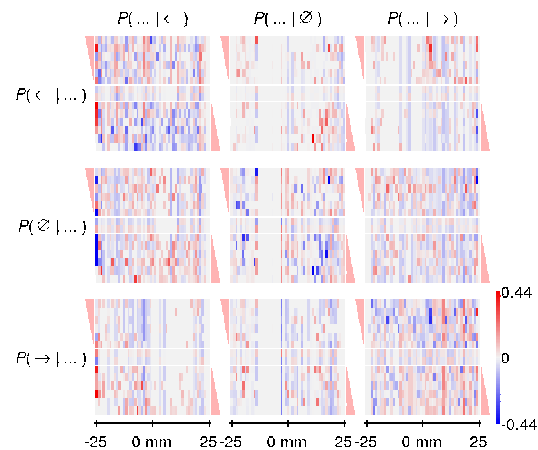 P( ... | ← ) P( ... | ∅ ) P( ... | → )
P( ← | ... )
P( ∅ | ... )
0.44
P( → | ... )
0
-0.44
-25 0 mm 25 -25 0 mm 25 -25 0 mm 25